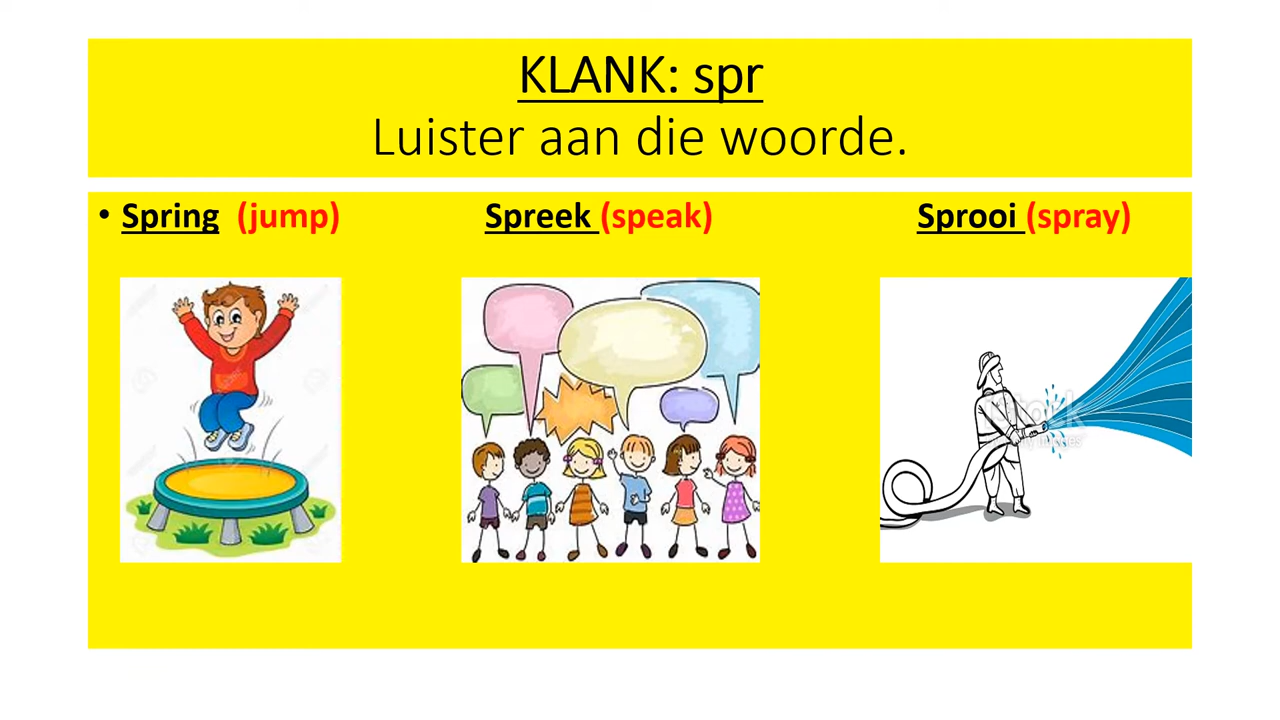 KLANK: spr
Luister aan die woorde.
• Spring (jump) Spreek (speak) Sprooi (spray)